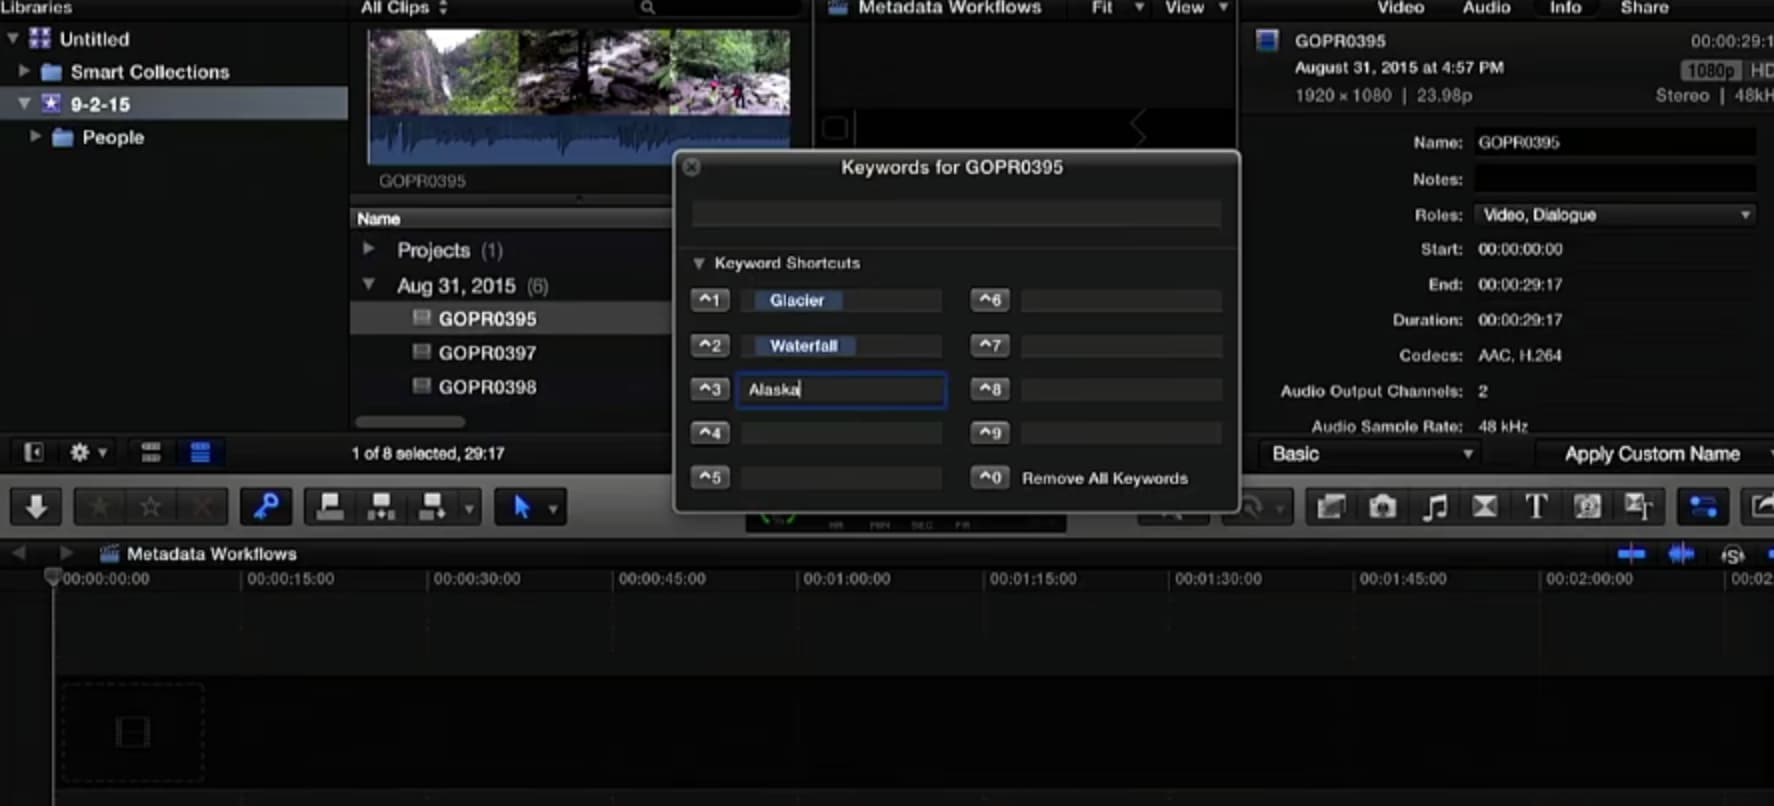 Libraries
Untitled
Smart Collections
9-2-15
People
All Clips
GOPR0395
Name
Projects (1)
Aug 31, 2015 (6)
GOPR0395
GOPR0397
GOPR0398
1 of 8 selected, 29:17
Metadata Workflows
Fit
View
Keywords for GOPR0395
Keyword Shortcuts
^1 Glacier
^2 Waterfall
^3 Alaska
^4
^5
^6
^7
^8
^9
^0 Remove All Keywords
Video Audio Info Share
GOPR0395 00:00:29:1
August 31, 2015 at 4:57 PM 1080p HD
1920 × 1080 | 23.98p Stereo | 48kH
Name: GOPR0395
Notes:
Roles: Video, Dialogue
Start: 00:00:00:00
End: 00:00:29:17
Duration: 00:00:29:17
Codecs: AAC, H.264
Audio Output Channels: 2
Audio Sample Rate: 48 kHz
Basic Apply Custom Name
HR MIN SEC FR
Metadata Workflows
00:00:00:00 00:00:15:00 00:00:30:00 00:00:45:00 00:01:00:00 00:01:15:00 00:01:30:00 00:01:45:00 00:02:00:00 00:02